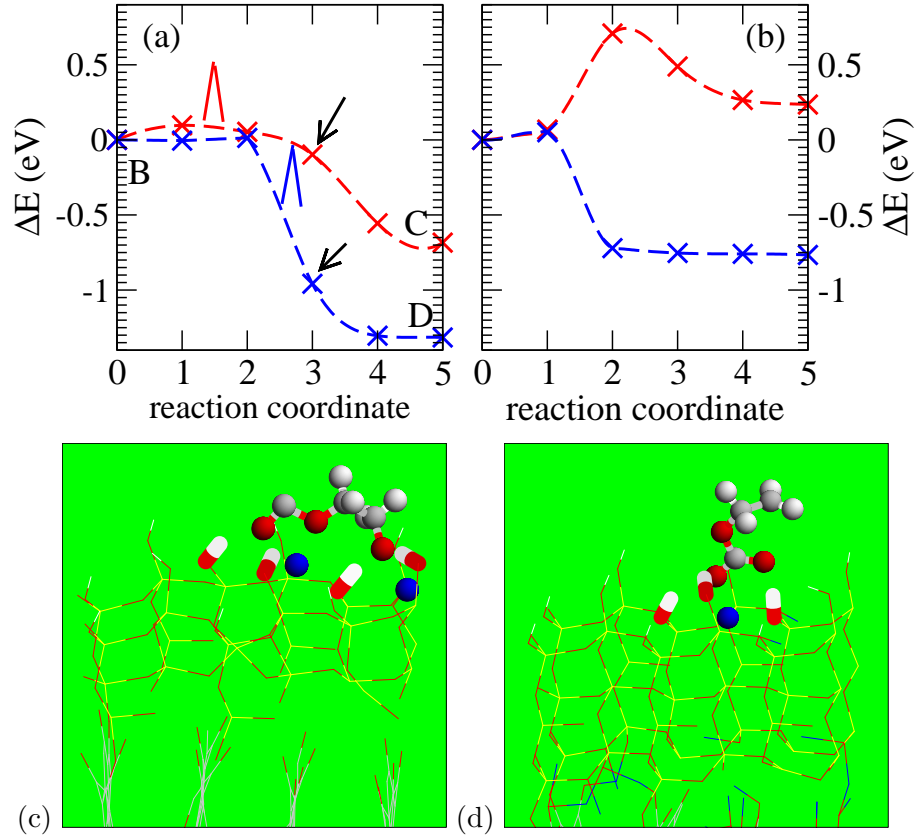 (a)
(b)
0.5
0
-0.5
-1
ΔE (eV)
B
C
D
0.5
0
-0.5
-1
ΔE (eV)
0 1 2 3 4 5
0 1 2 3 4 5
reaction coordinate
reaction coordinate
(c)
(d)